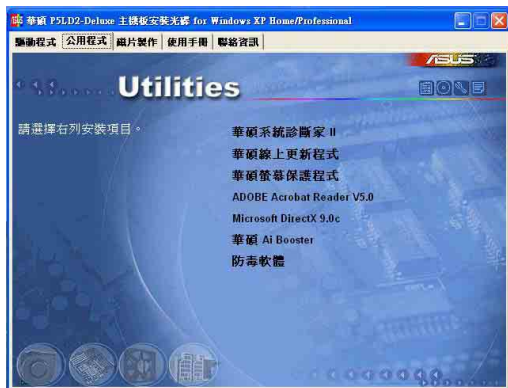 華碩 P5LD2-Deluxe 主機板安裝光碟 for Windows XP Home/Professional
驅動程式 公用程式 磁片製作 使用手冊 聯絡資訊
ASUS
Utilities
請選擇右列安裝項目。
華碩系統診斷家 II
華碩線上更新程式
華碩螢幕保護程式
ADOBE Acrobat Reader V5.0
Microsoft DirectX 9.0c
華碩 Ai Booster
防毒軟體